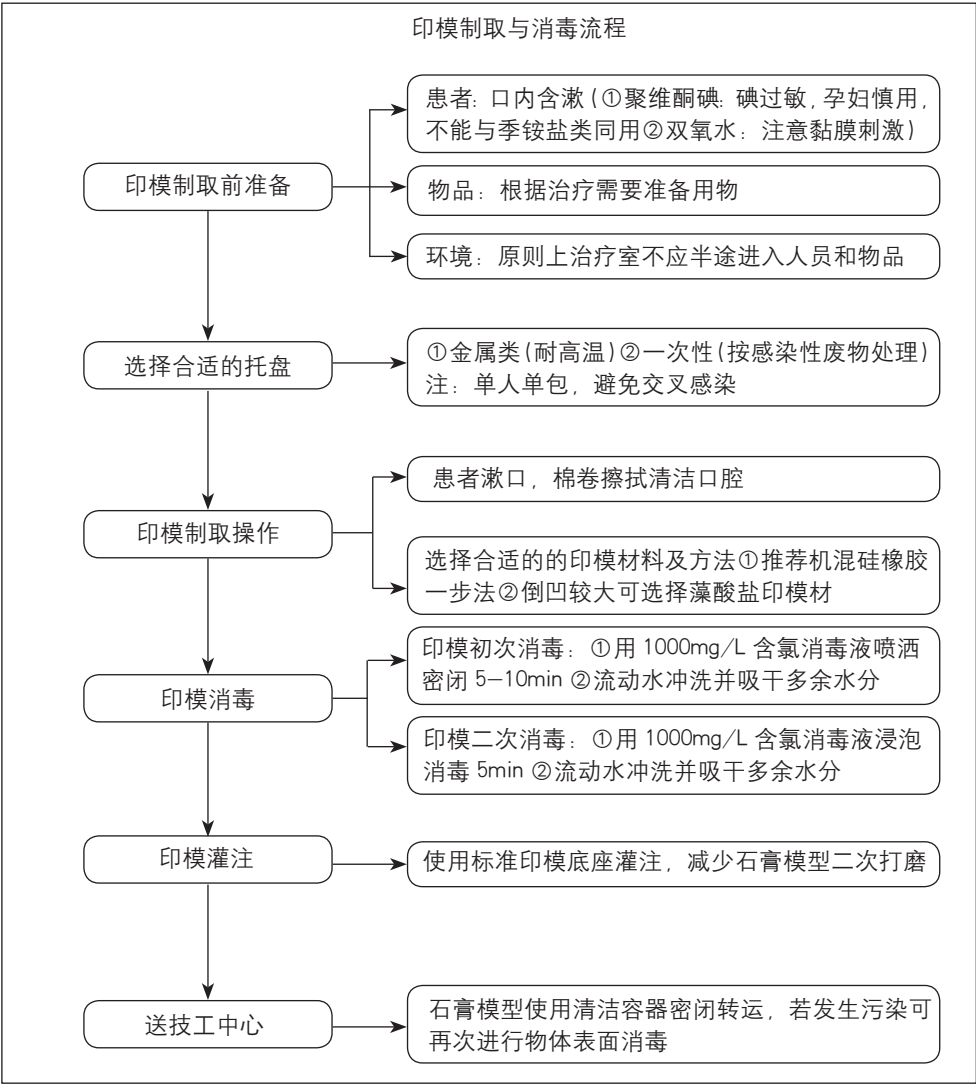 印模制取与消毒流程
患者：口内含漱（①聚维酮碘：碘过敏，孕妇慎用，
不能与季铵盐类同用②双氧水：注意黏膜刺激）
印模制取前准备
物品：根据治疗需要准备用物
环境：原则上治疗室不应半途进入人员和物品
选择合适的托盘
①金属类（耐高温）②一次性（按感染性废物处理）
注：单人单包，避免交叉感染
患者漱口，棉卷擦拭清洁口腔
印模制取操作
选择合适的的印模材料及方法①推荐机混硅橡胶
一步法②倒凹较大可选择藻酸盐印模材
印模初次消毒：①用 1000mg/L 含氯消毒液喷洒
密闭 5-10min ②流动水冲洗并吸干多余水分
印模消毒
印模二次消毒：①用 1000mg/L 含氯消毒液浸泡
消毒 5min ②流动水冲洗并吸干多余水分
印模灌注
使用标准印模底座灌注，减少石膏模型二次打磨
送技工中心
石膏模型使用清洁容器密闭转运，若发生污染可
再次进行物体表面消毒